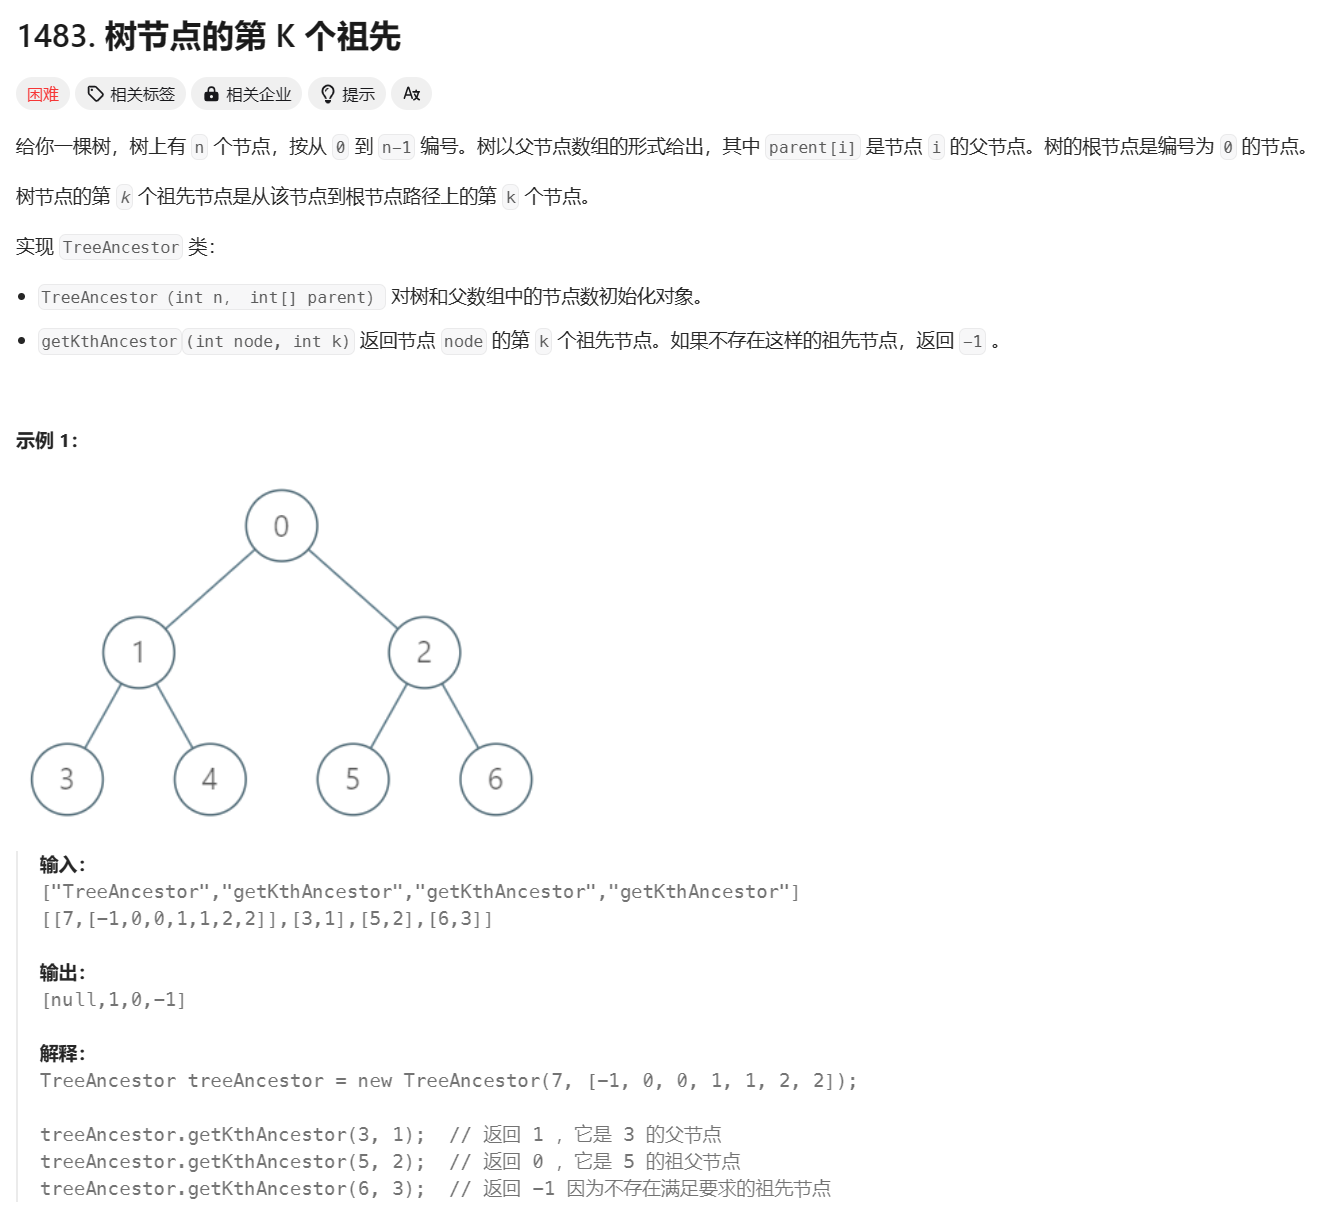 1483. 树节点的第 K 个祖先
困难 相关标签 相关企业 提示 A文
给你一棵树，树上有 n 个节点，按从 0 到 n-1 编号。树以父节点数组的形式给出，其中 parent[i] 是节点 i 的父节点。树的根节点是编号为 0 的节点。
树节点的第 k 个祖先节点是从该节点到根节点路径上的第 k 个节点。
实现 TreeAncestor 类：
• TreeAncestor (int n， int[] parent) 对树和父数组中的节点数初始化对象。
• getKthAncestor(int node, int k) 返回节点 node 的第 k 个祖先节点。如果不存在这样的祖先节点，返回 -1 。
示例 1：
0
1 2
3 4 5 6
输入：
["TreeAncestor","getKthAncestor","getKthAncestor","getKthAncestor"]
[[7,[-1,0,0,1,1,2,2]],[3,1],[5,2],[6,3]]
输出：
[null,1,0,-1]
解释：
TreeAncestor treeAncestor = new TreeAncestor(7, [-1, 0, 0, 1, 1, 2, 2]);
treeAncestor.getKthAncestor(3, 1);  // 返回 1 ，它是 3 的父节点
treeAncestor.getKthAncestor(5, 2);  // 返回 0 ，它是 5 的祖父节点
treeAncestor.getKthAncestor(6, 3);  // 返回 -1 因为不存在满足要求的祖先节点